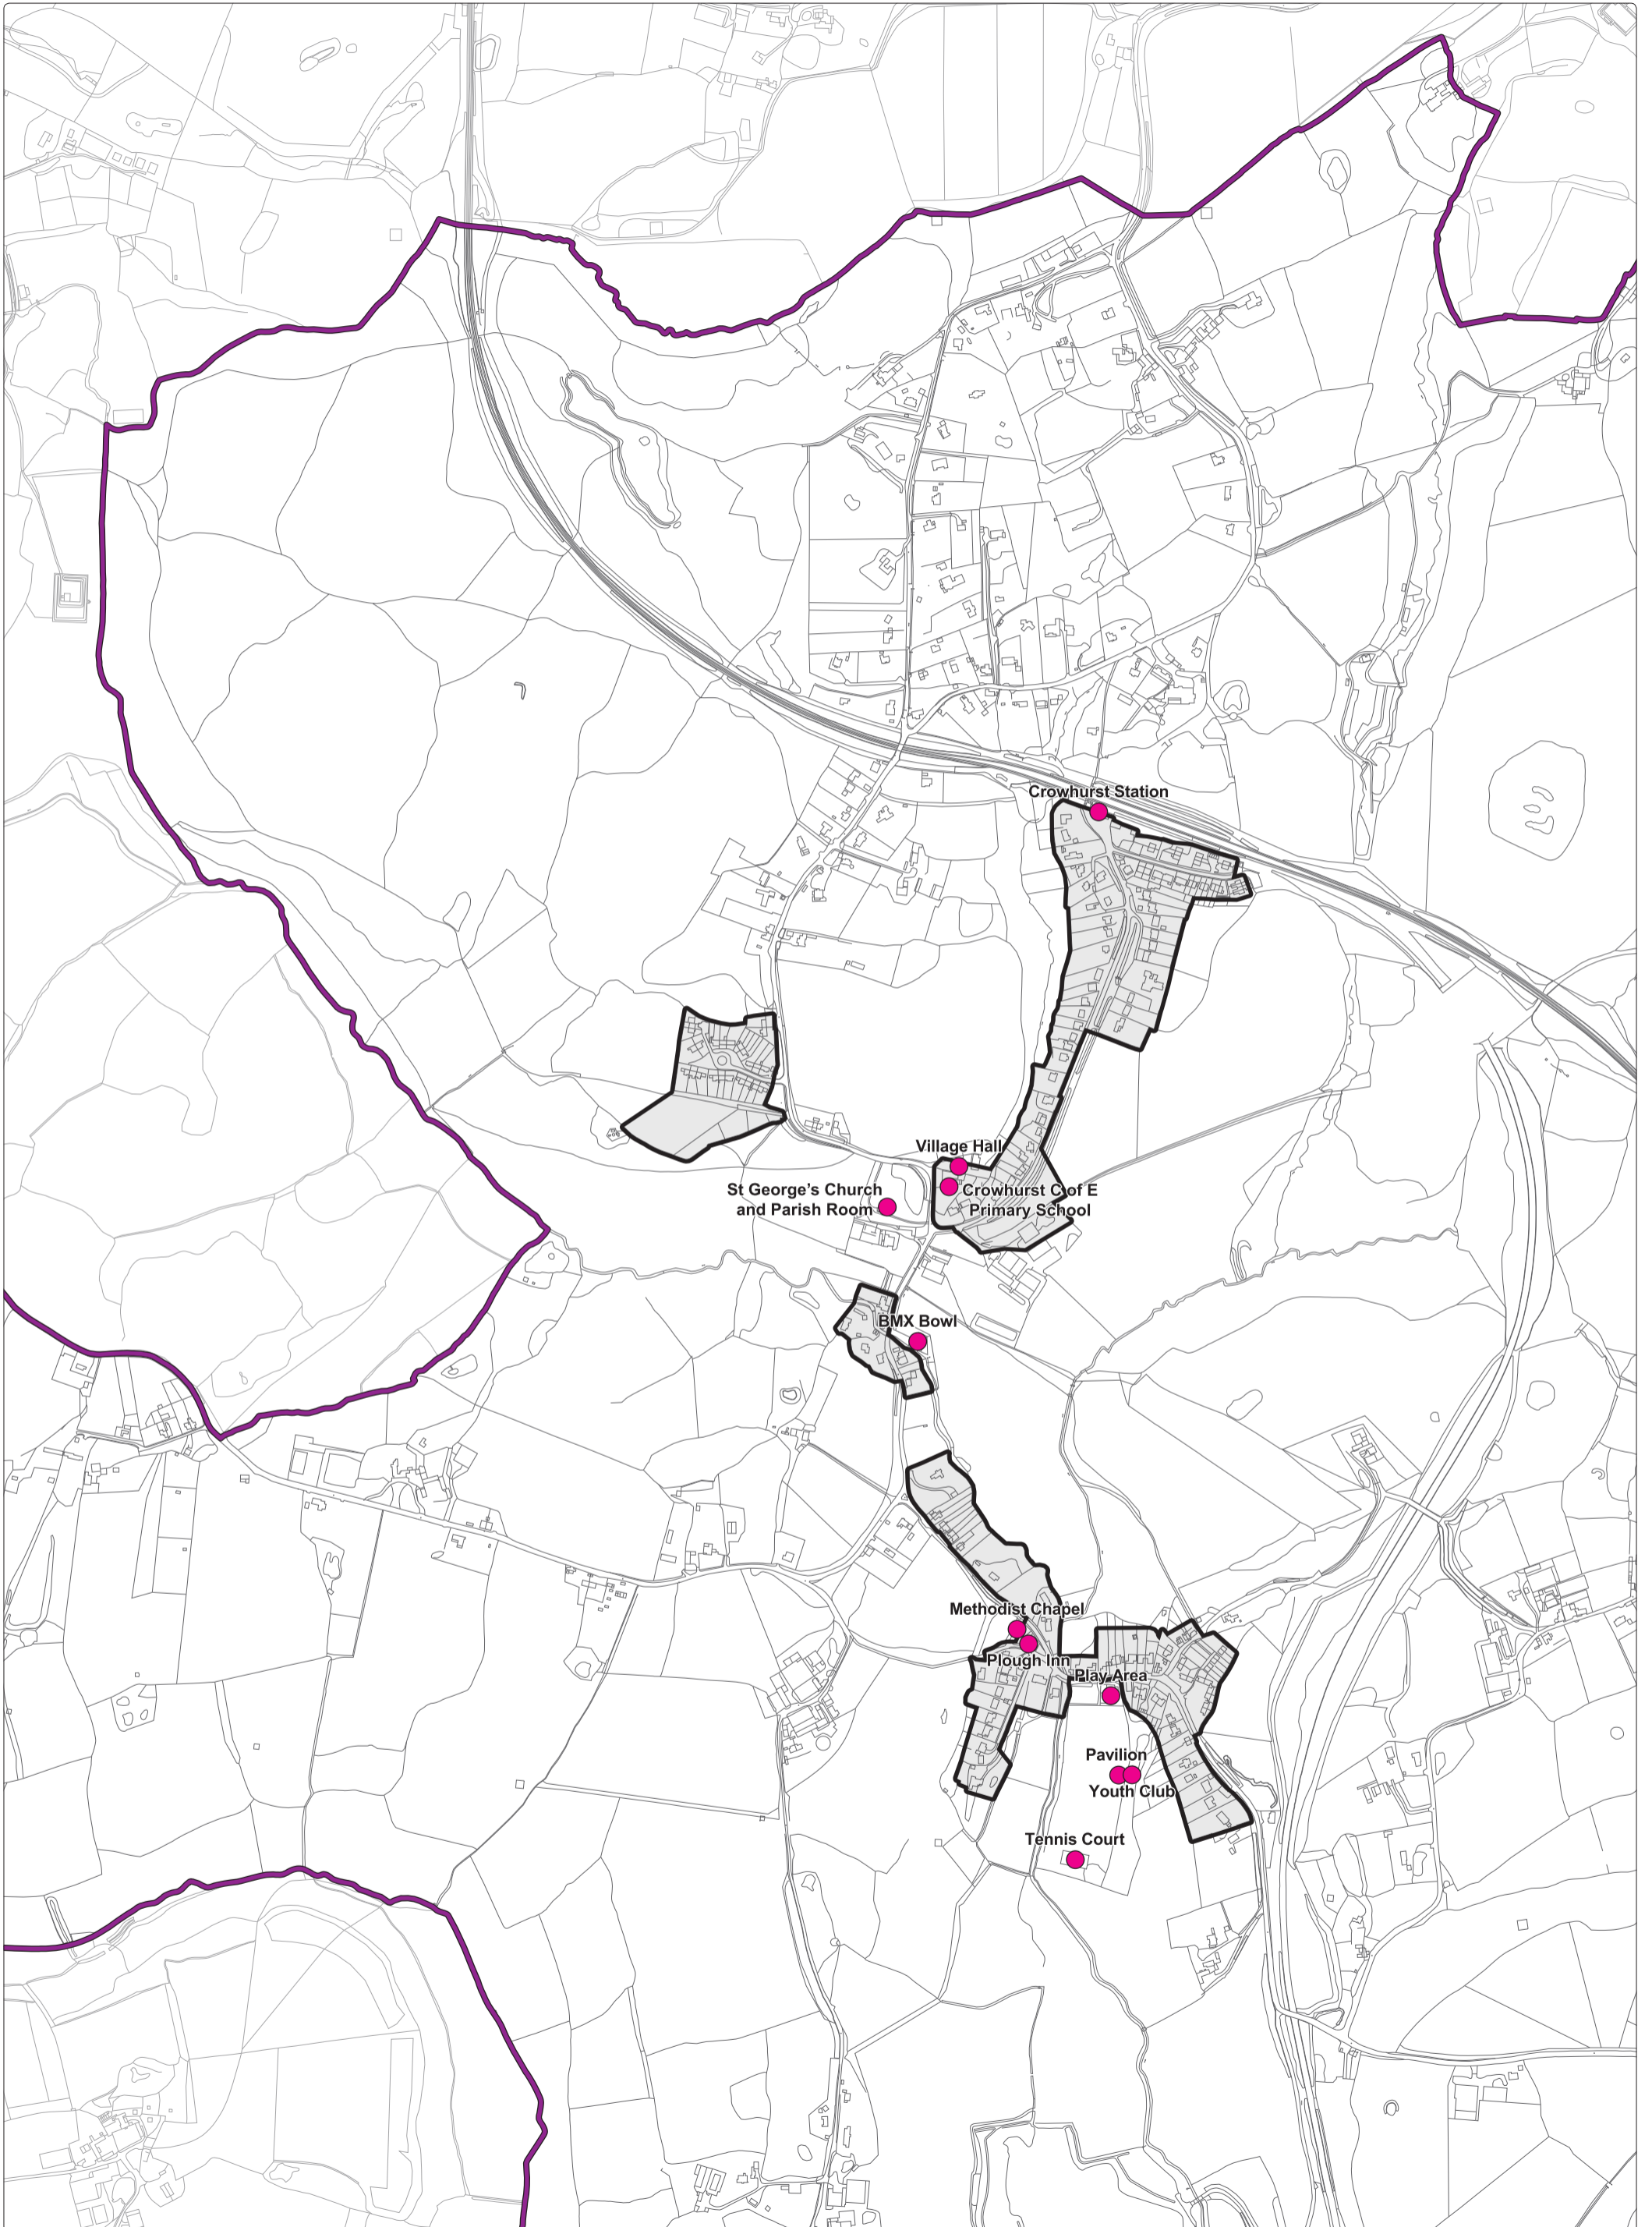 Crowhurst Station
Village Hall
St George’s Church
and Parish Room
Crowhurst C of E
Primary School
BMX Bowl
Methodist Chapel
Plough Inn
Play Area
Pavilion
Youth Club
Tennis Court